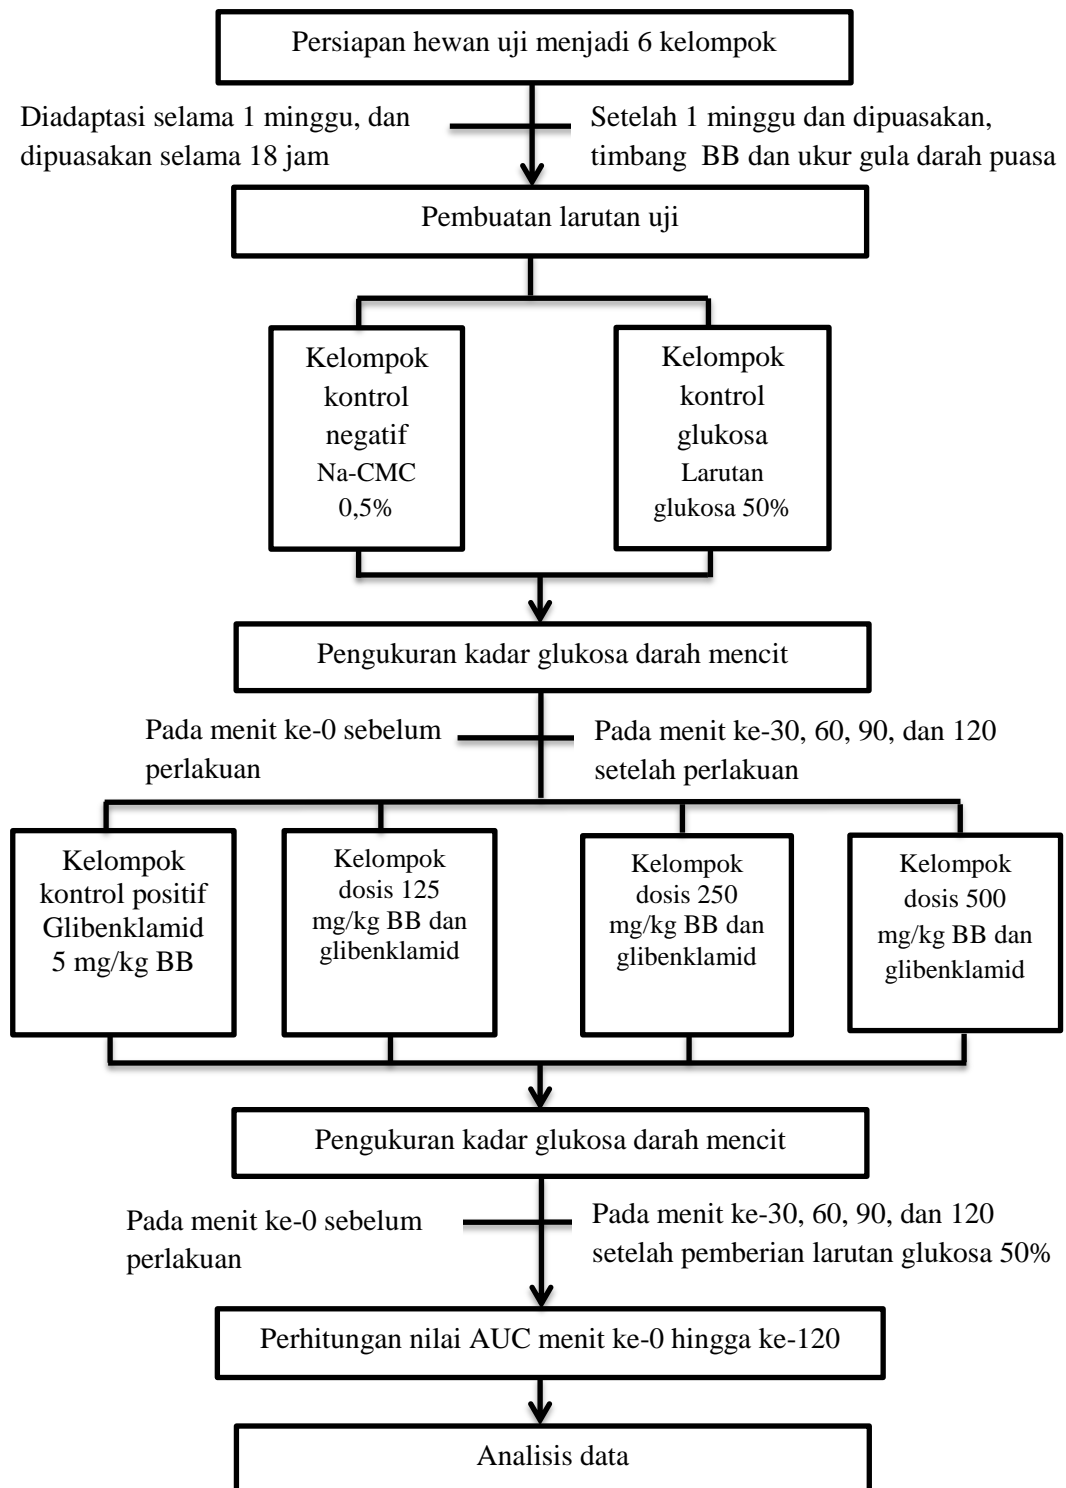 Persiapan hewan uji menjadi 6 kelompok
Diadaptasi selama 1 minggu, dan
dipuasakan selama 18 jam
Setelah 1 minggu dan dipuasakan,
timbang BB dan ukur gula darah puasa
Pembuatan larutan uji
Kelompok
kontrol
negatif
Na-CMC
0,5%
Kelompok
kontrol
glukosa
Larutan
glukosa 50%
Pengukuran kadar glukosa darah mencit
Pada menit ke-0 sebelum
perlakuan
Pada menit ke-30, 60, 90, dan 120
setelah perlakuan
Kelompok
kontrol positif
Glibenklamid
5 mg/kg BB
Kelompok
dosis 125
mg/kg BB dan
glibenklamid
Kelompok
dosis 250
mg/kg BB dan
glibenklamid
Kelompok
dosis 500
mg/kg BB dan
glibenklamid
Pengukuran kadar glukosa darah mencit
Pada menit ke-0 sebelum
perlakuan
Pada menit ke-30, 60, 90, dan 120
setelah pemberian larutan glukosa 50%
Perhitungan nilai AUC menit ke-0 hingga ke-120
Analisis data